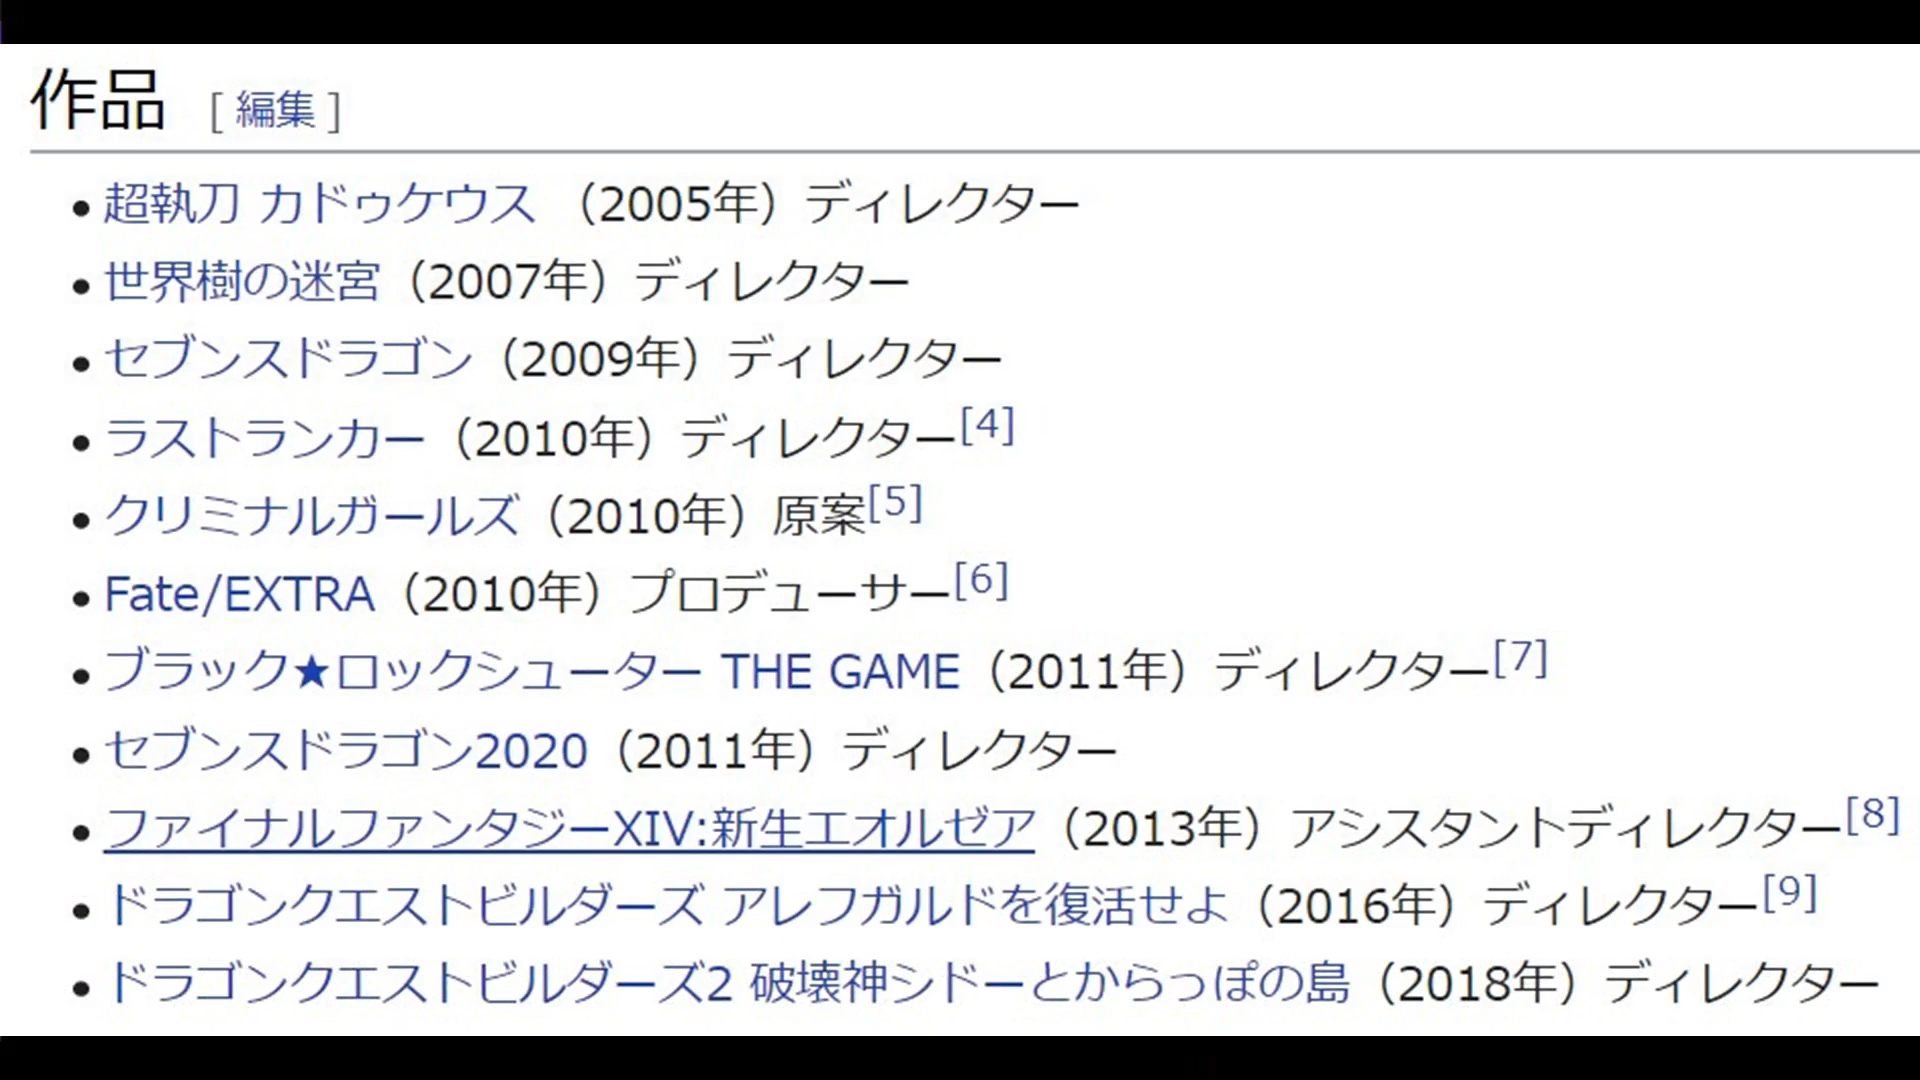 作品 [ 編集 ]
• 超執刀 カドゥケウス （2005年）ディレクター
• 世界樹の迷宮（2007年）ディレクター
• セブンスドラゴン（2009年）ディレクター
• ラストランカー（2010年）ディレクター[4]
• クリミナルガールズ（2010年）原案[5]
• Fate/EXTRA（2010年）プロデューサー[6]
• ブラック★ロックシューター THE GAME（2011年）ディレクター[7]
• セブンスドラゴン2020（2011年）ディレクター
• ファイナルファンタジーXIV:新生エオルゼア（2013年）アシスタントディレクター[8]
• ドラゴンクエストビルダーズ アレフガルドを復活せよ（2016年）ディレクター[9]
• ドラゴンクエストビルダーズ2 破壊神シドーとからっぽの島（2018年）ディレクター